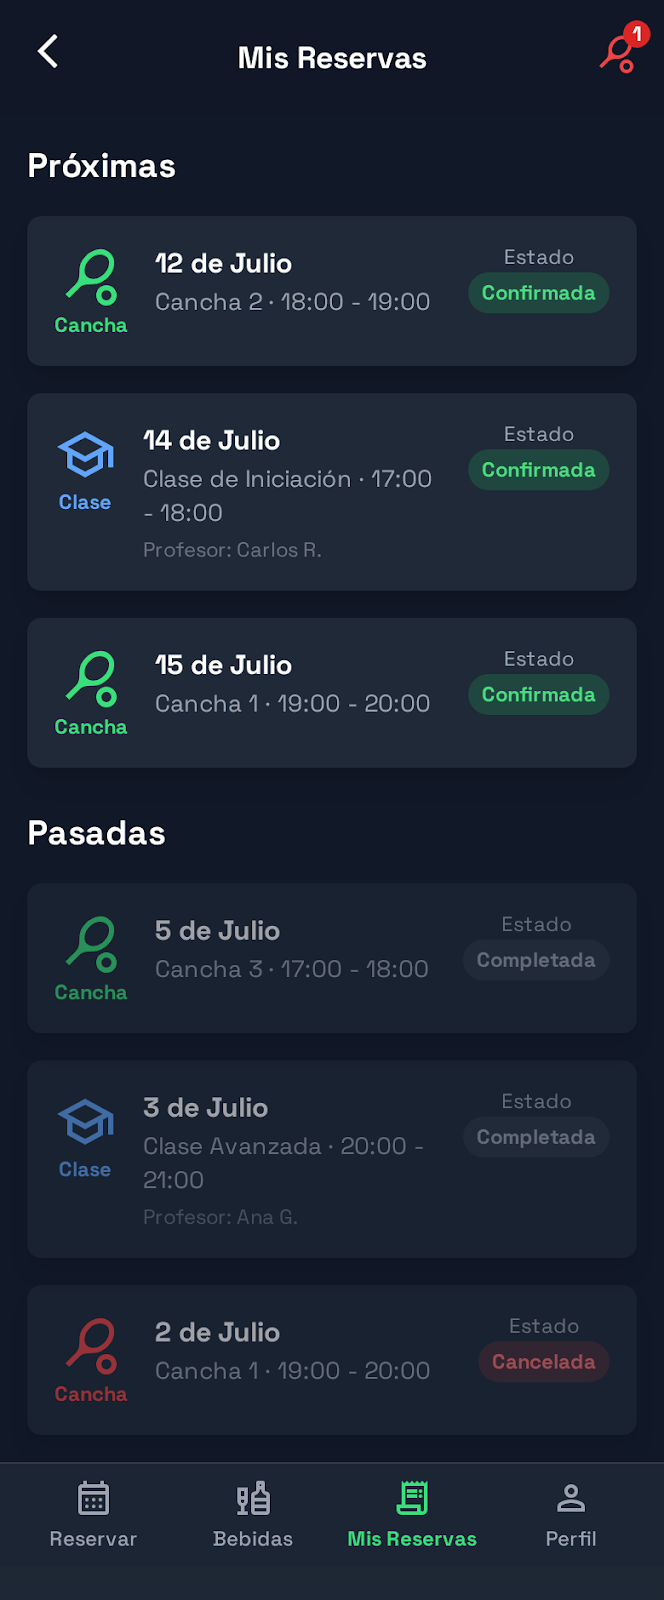 Mis Reservas
1
Próximas
Cancha
12 de Julio
Cancha 2 · 18:00 - 19:00
Estado
Confirmada
Clase
14 de Julio
Clase de Iniciación · 17:00
- 18:00
Profesor: Carlos R.
Estado
Confirmada
Cancha
15 de Julio
Cancha 1 · 19:00 - 20:00
Estado
Confirmada
Pasadas
Cancha
5 de Julio
Cancha 3 · 17:00 - 18:00
Estado
Completada
Clase
3 de Julio
Clase Avanzada · 20:00 -
21:00
Profesor: Ana G.
Estado
Completada
Cancha
2 de Julio
Cancha 1 · 19:00 - 20:00
Estado
Cancelada
Reservar
Bebidas
Mis Reservas
Perfil